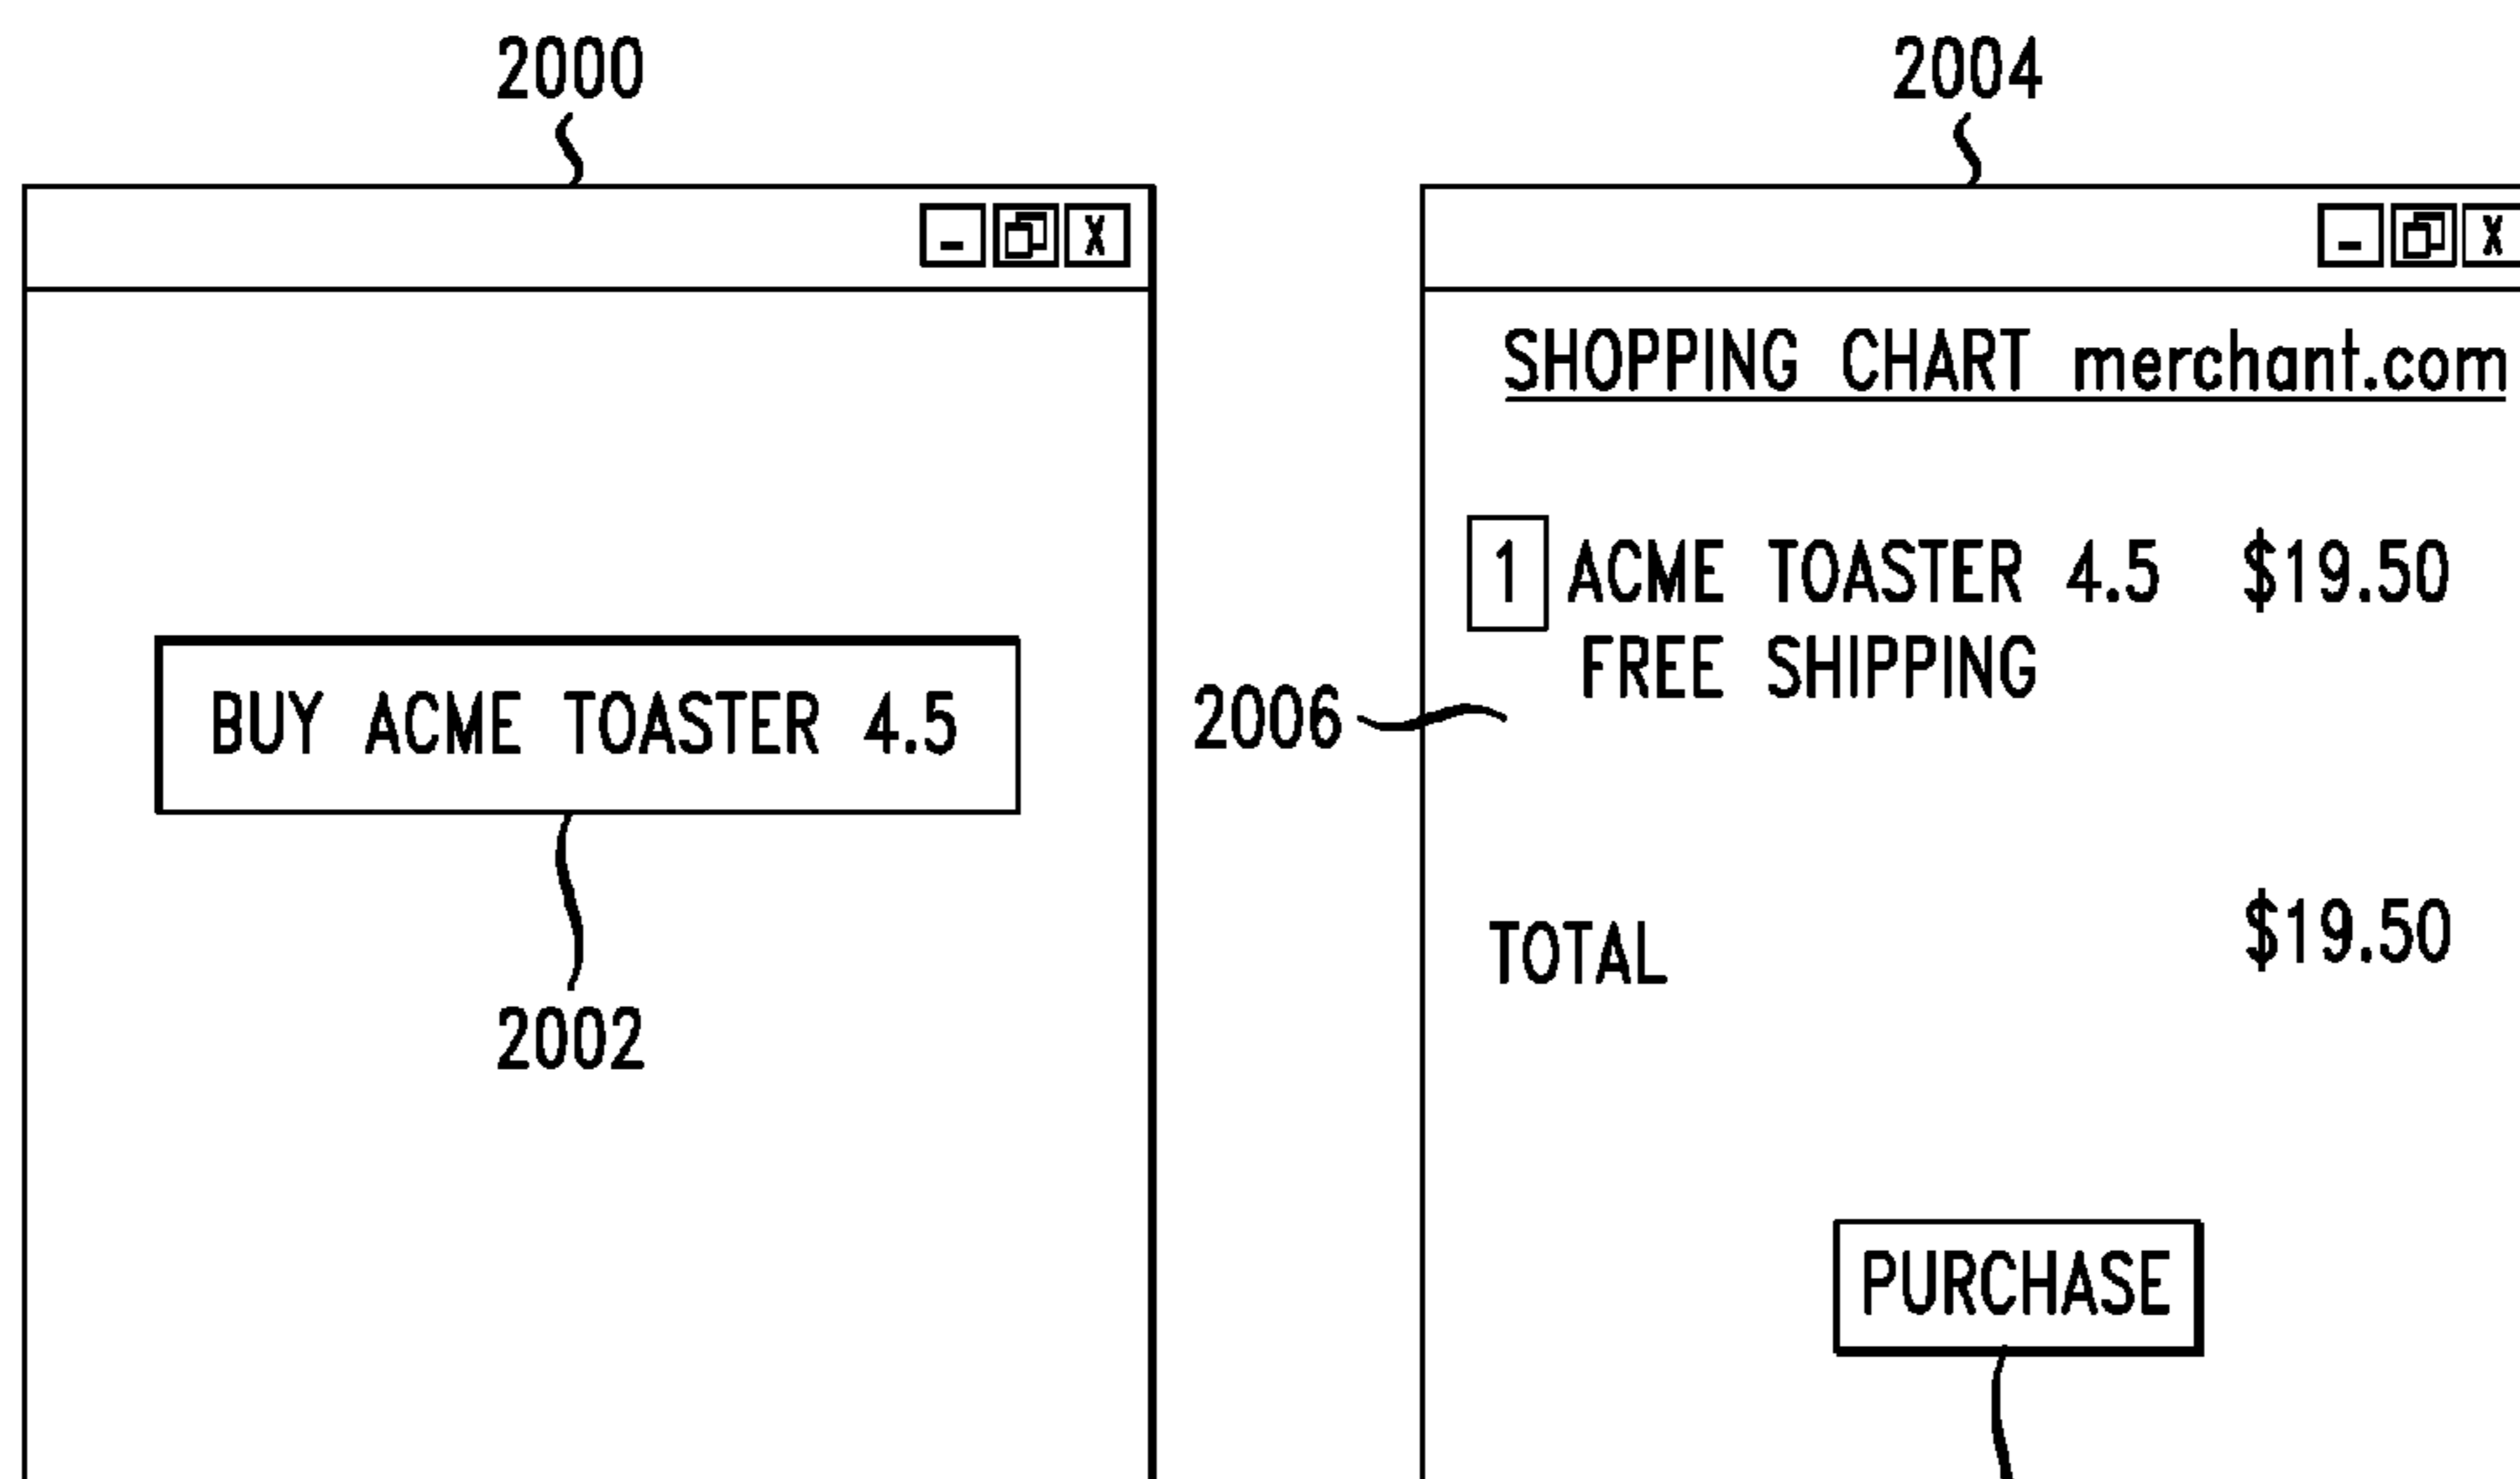 2000
BUY ACME TOASTER 4.5
2002
2004
SHOPPING CHART merchant.com
1 ACME TOASTER 4.5 $19.50
FREE SHIPPING
2006
TOTAL $19.50
PURCHASE